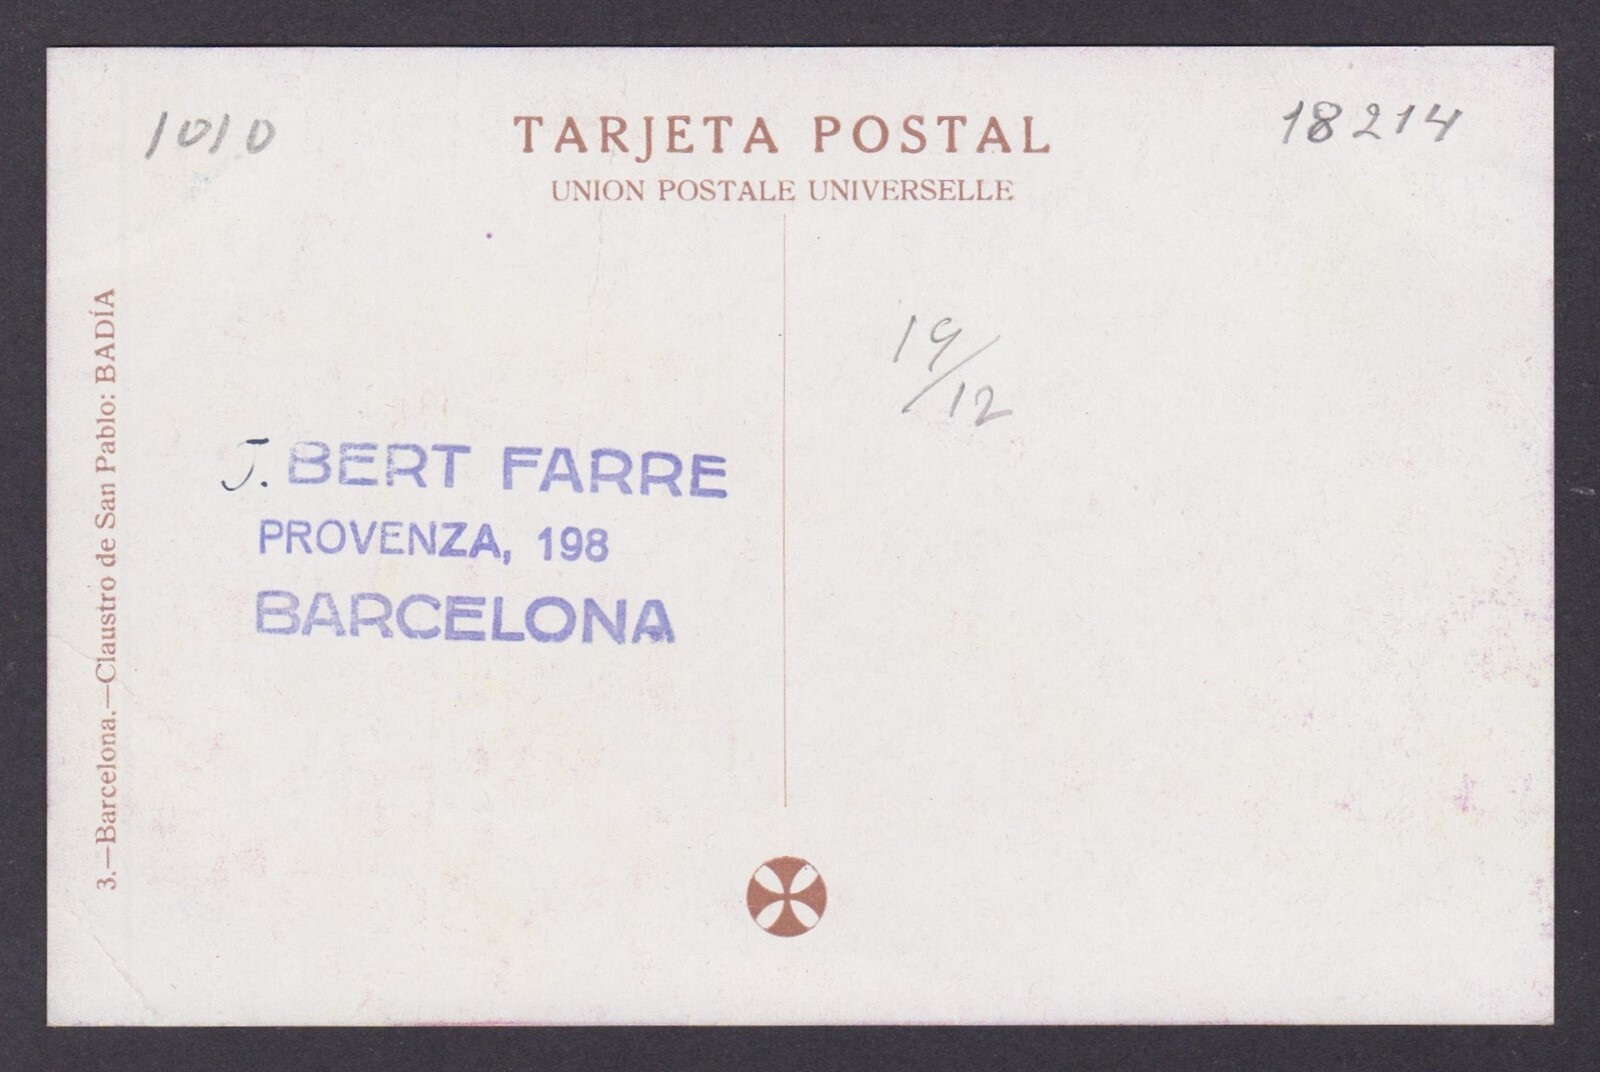 1010
TARJETA POSTAL
18214
UNION POSTALE UNIVERSELLE
3.—Barcelona.—Claustro de San Pablo: BADÍA
19/12
J. BERT FARRE
PROVENZA, 198
BARCELONA